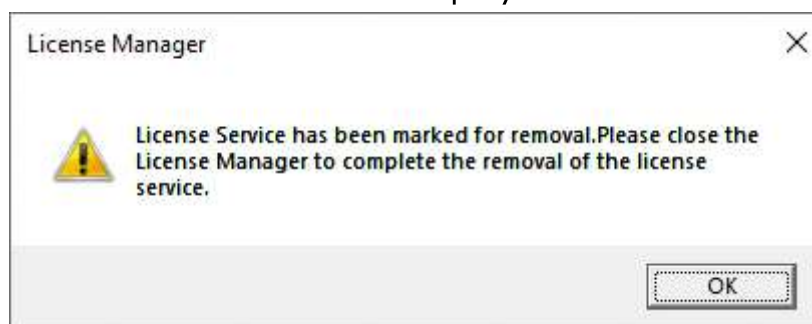 License Manager
License Service has been marked for removal.Please close the
License Manager to complete the removal of the license
service.
OK